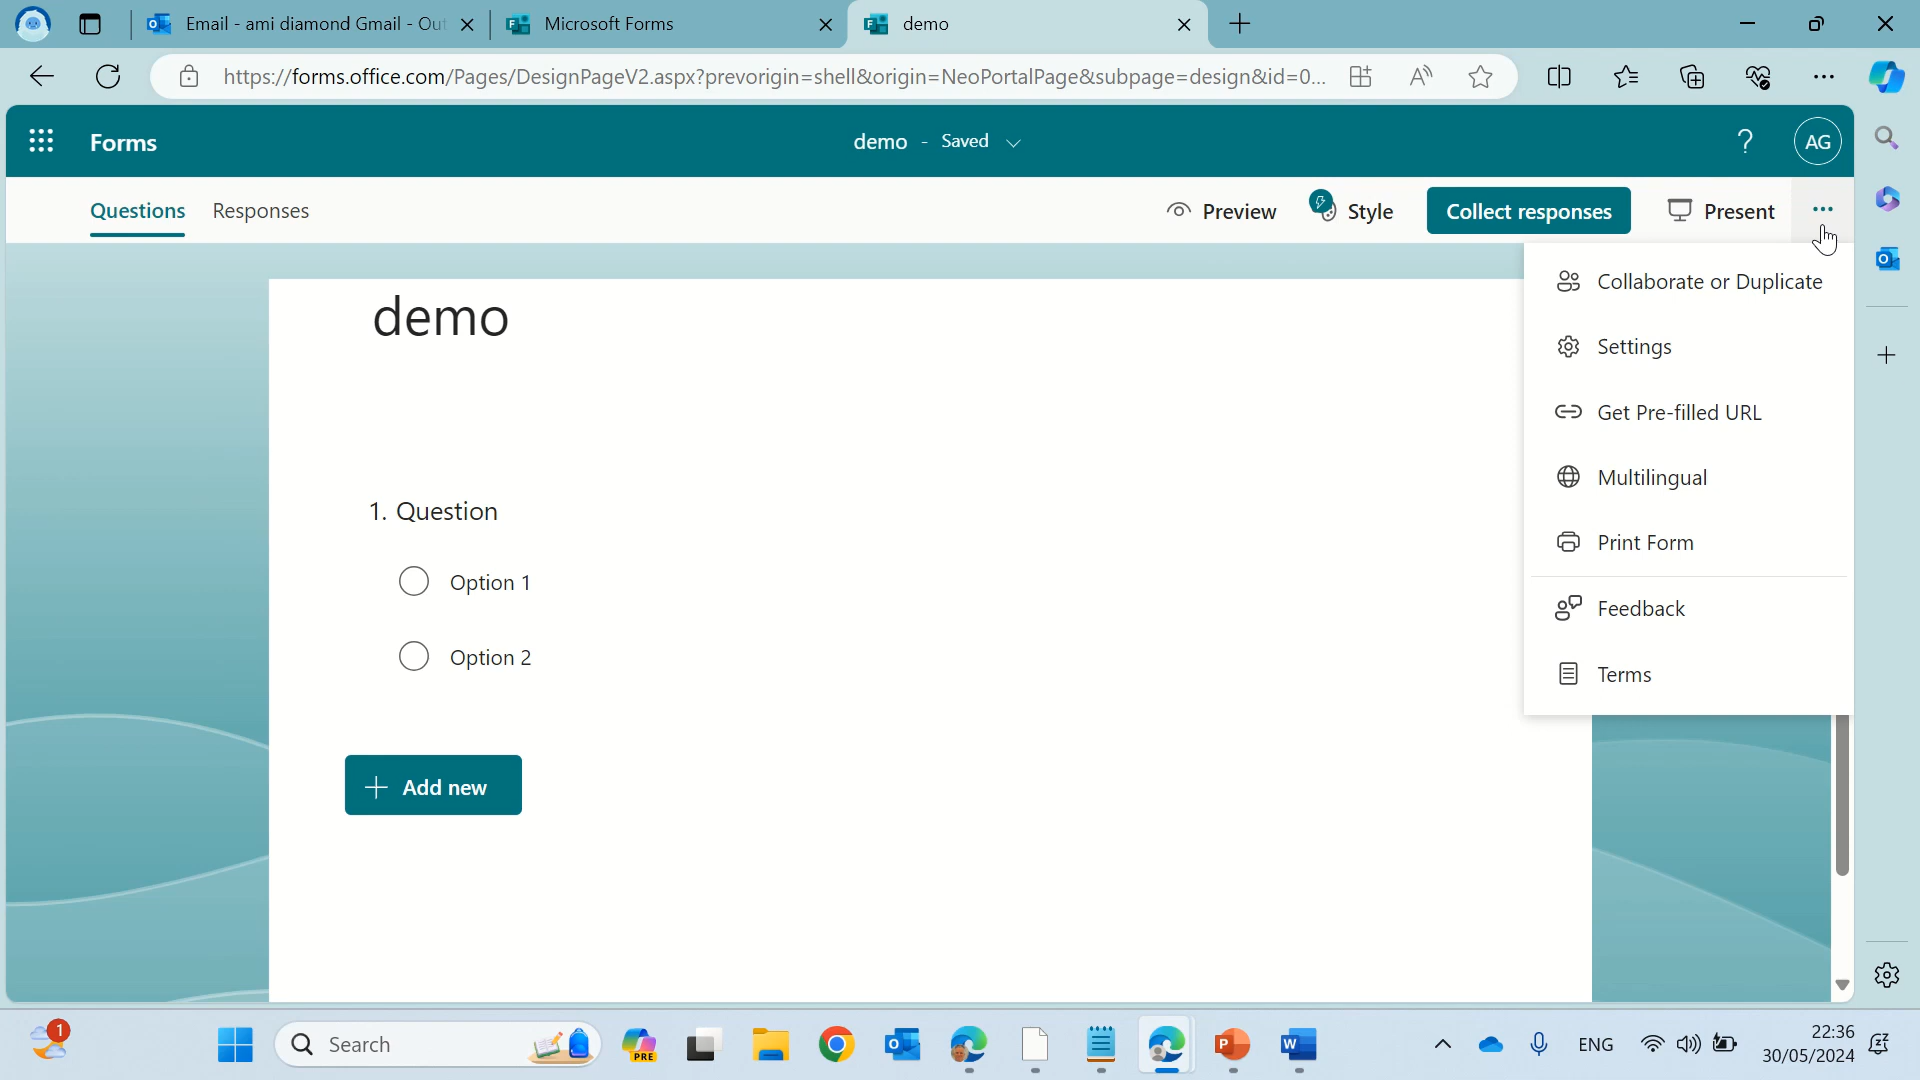 Email - ami diamond Gmail - Out
Microsoft Forms
demo
https://forms.office.com/Pages/DesignPageV2.aspx?prevorigin=shell&origin=NeoPortalPage&subpage=design&id=0...
Forms
demo - Saved
?
AG
Questions
Responses
Preview
Style
Collect responses
Present
Collaborate or Duplicate
Settings
Get Pre-filled URL
Multilingual
Print Form
Feedback
Terms
demo
1. Question
Option 1
Option 2
Add new
1
Search
PRE
ENG
22:36
30/05/2024